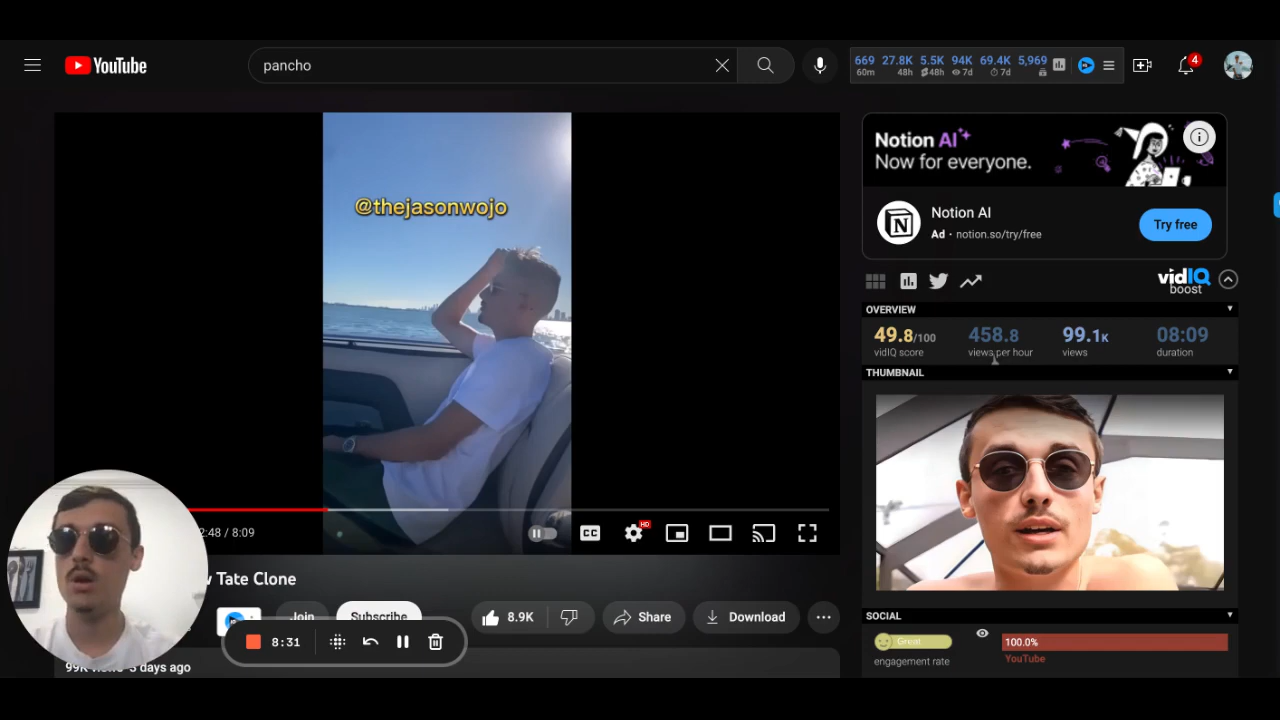 YouTube
pancho
669 27.8K 5.5K 94K 69.4K 5,969
60m 48h 48h 7d 7d
4
@thejasonwojo
Notion AI
Now for everyone.
Notion AI
Ad · notion.so/try/free
Try free
vidIQ
boost
OVERVIEW
49.8/100 458.8 99.1K 08:09
vidIQ score views per hour views duration
THUMBNAIL
2:48 / 8:09
CC
HD
Tate Clone
Join
Subscribe
8.9K
Share
Download
8:31
99K views 3 days ago
SOCIAL
Great
engagement rate
100.0%
YouTube